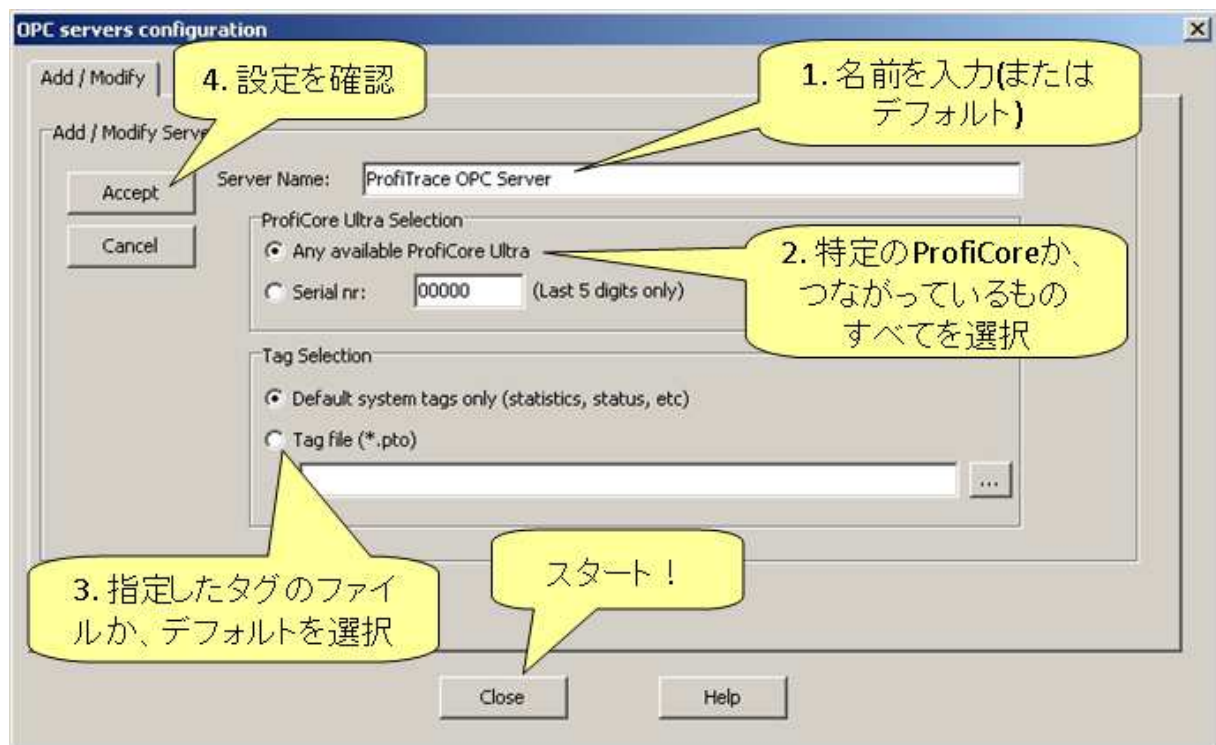 OPC servers configuration
Add / Modify
4. 設定を確認
1. 名前を入力(または
デフォルト)
Add / Modify Serve
Accept
Server Name:
ProfiTrace OPC Server
Cancel
ProfiCore Ultra Selection
Any available ProfiCore Ultra
Serial nr:
00000
(Last 5 digits only)
2. 特定のProfiCoreか、
つながっているもの
すべてを選択
Tag Selection
Default system tags only (statistics, status, etc)
Tag file (*.pto)
...
3. 指定したタグのファイ
ルか、デフォルトを選択
スタート！
Close
Help